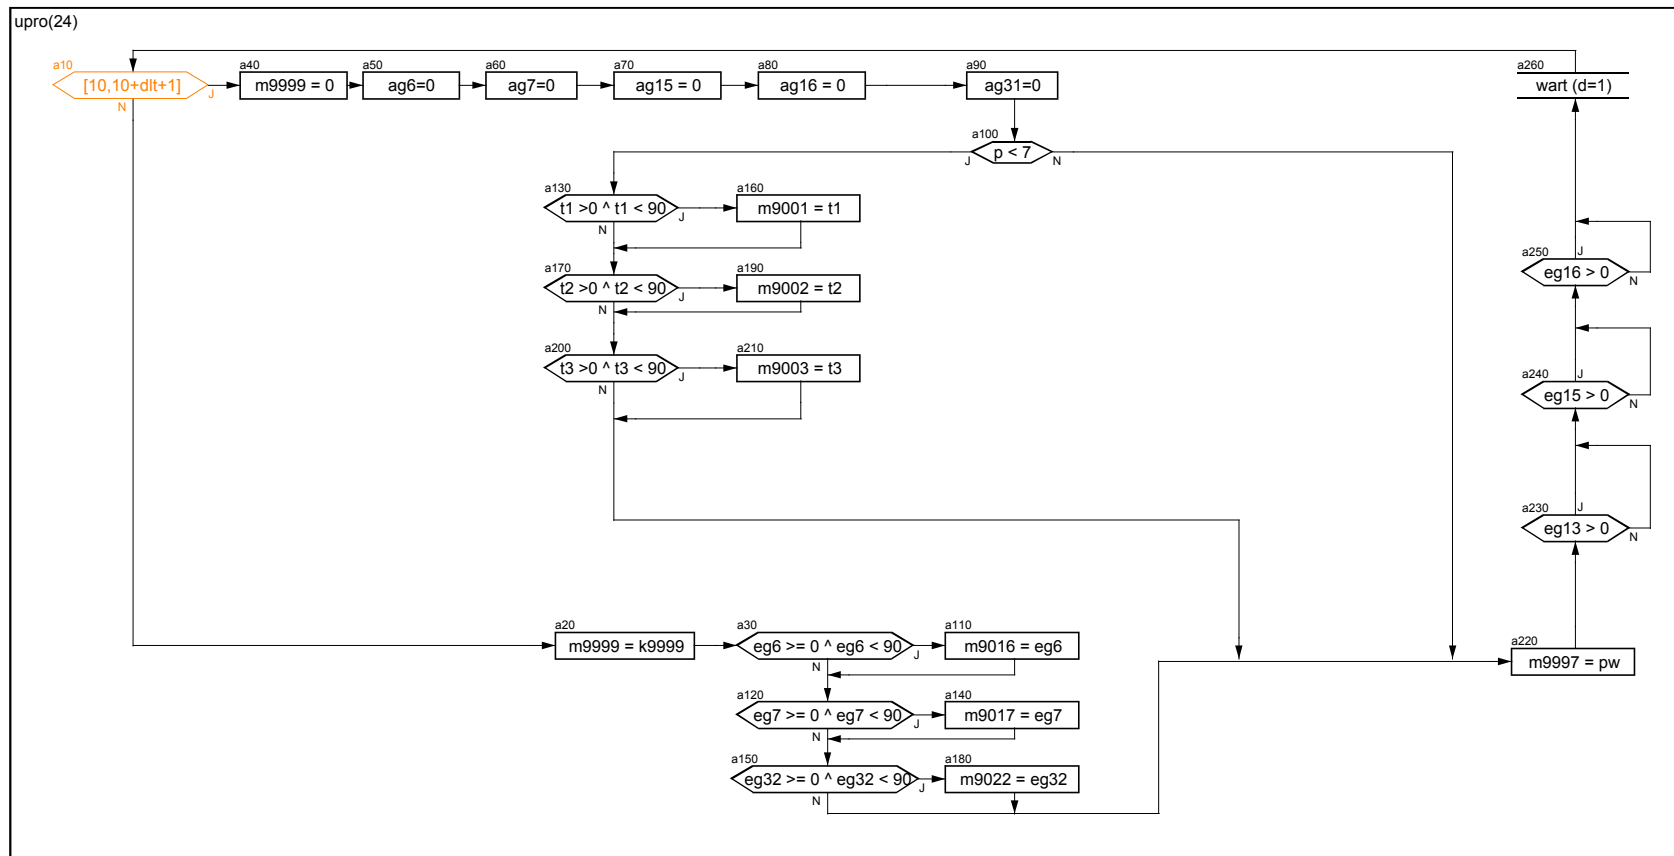 upro(24)
a10
[10,10+dlt+1]
J
N
a40
m9999 = 0
a50
ag6=0
a60
ag7=0
a70
ag15 = 0
a80
ag16 = 0
a90
ag31=0
a260
wart (d=1)
a100
p < 7
J
N
a130
t1 >0 ^ t1 < 90
J
N
a160
m9001 = t1
a170
t2 >0 ^ t2 < 90
J
N
a190
m9002 = t2
a200
t3 >0 ^ t3 < 90
J
N
a210
m9003 = t3
J
a250
eg16 > 0
N
J
a240
eg15 > 0
N
J
a230
eg13 > 0
N
a20
m9999 = k9999
a30
eg6 >= 0 ^ eg6 < 90
J
N
a110
m9016 = eg6
a220
m9997 = pw
a120
eg7 >= 0 ^ eg7 < 90
J
N
a140
m9017 = eg7
a150
eg32 >= 0 ^ eg32 < 90
J
N
a180
m9022 = eg32